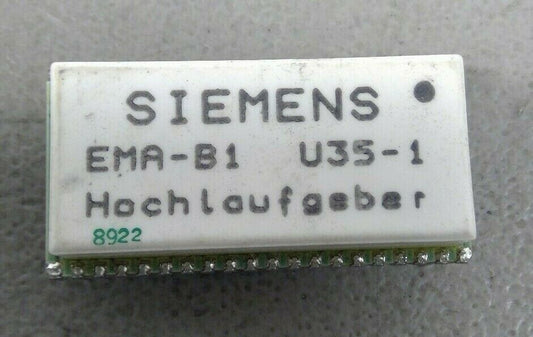 SIEMENS
EMA-B1 U35-1
Hochlaufgeber
8922